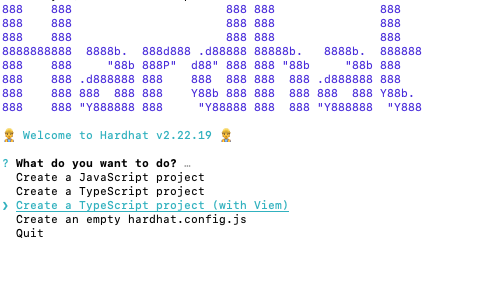 888    888                      888 888               888
888    888                      888 888               888
888    888                      888 888               888
8888888888  8888b.  888d888 .d88888 88888b.   8888b.  888888
888    888     "88b 888P"  d88" 888 888 "88b     "88b 888
888    888 .d888888 888    888  888 888  888 .d888888 888
888    888 888  888 888    Y88b 888 888  888 888  888 Y88b.
888    888 "Y888888 888     "Y88888 888  888 "Y888888  "Y888
👷 Welcome to Hardhat v2.22.19 👷
? What do you want to do? …
Create a JavaScript project
Create a TypeScript project
❯ Create a TypeScript project (with Viem)
Create an empty hardhat.config.js
Quit